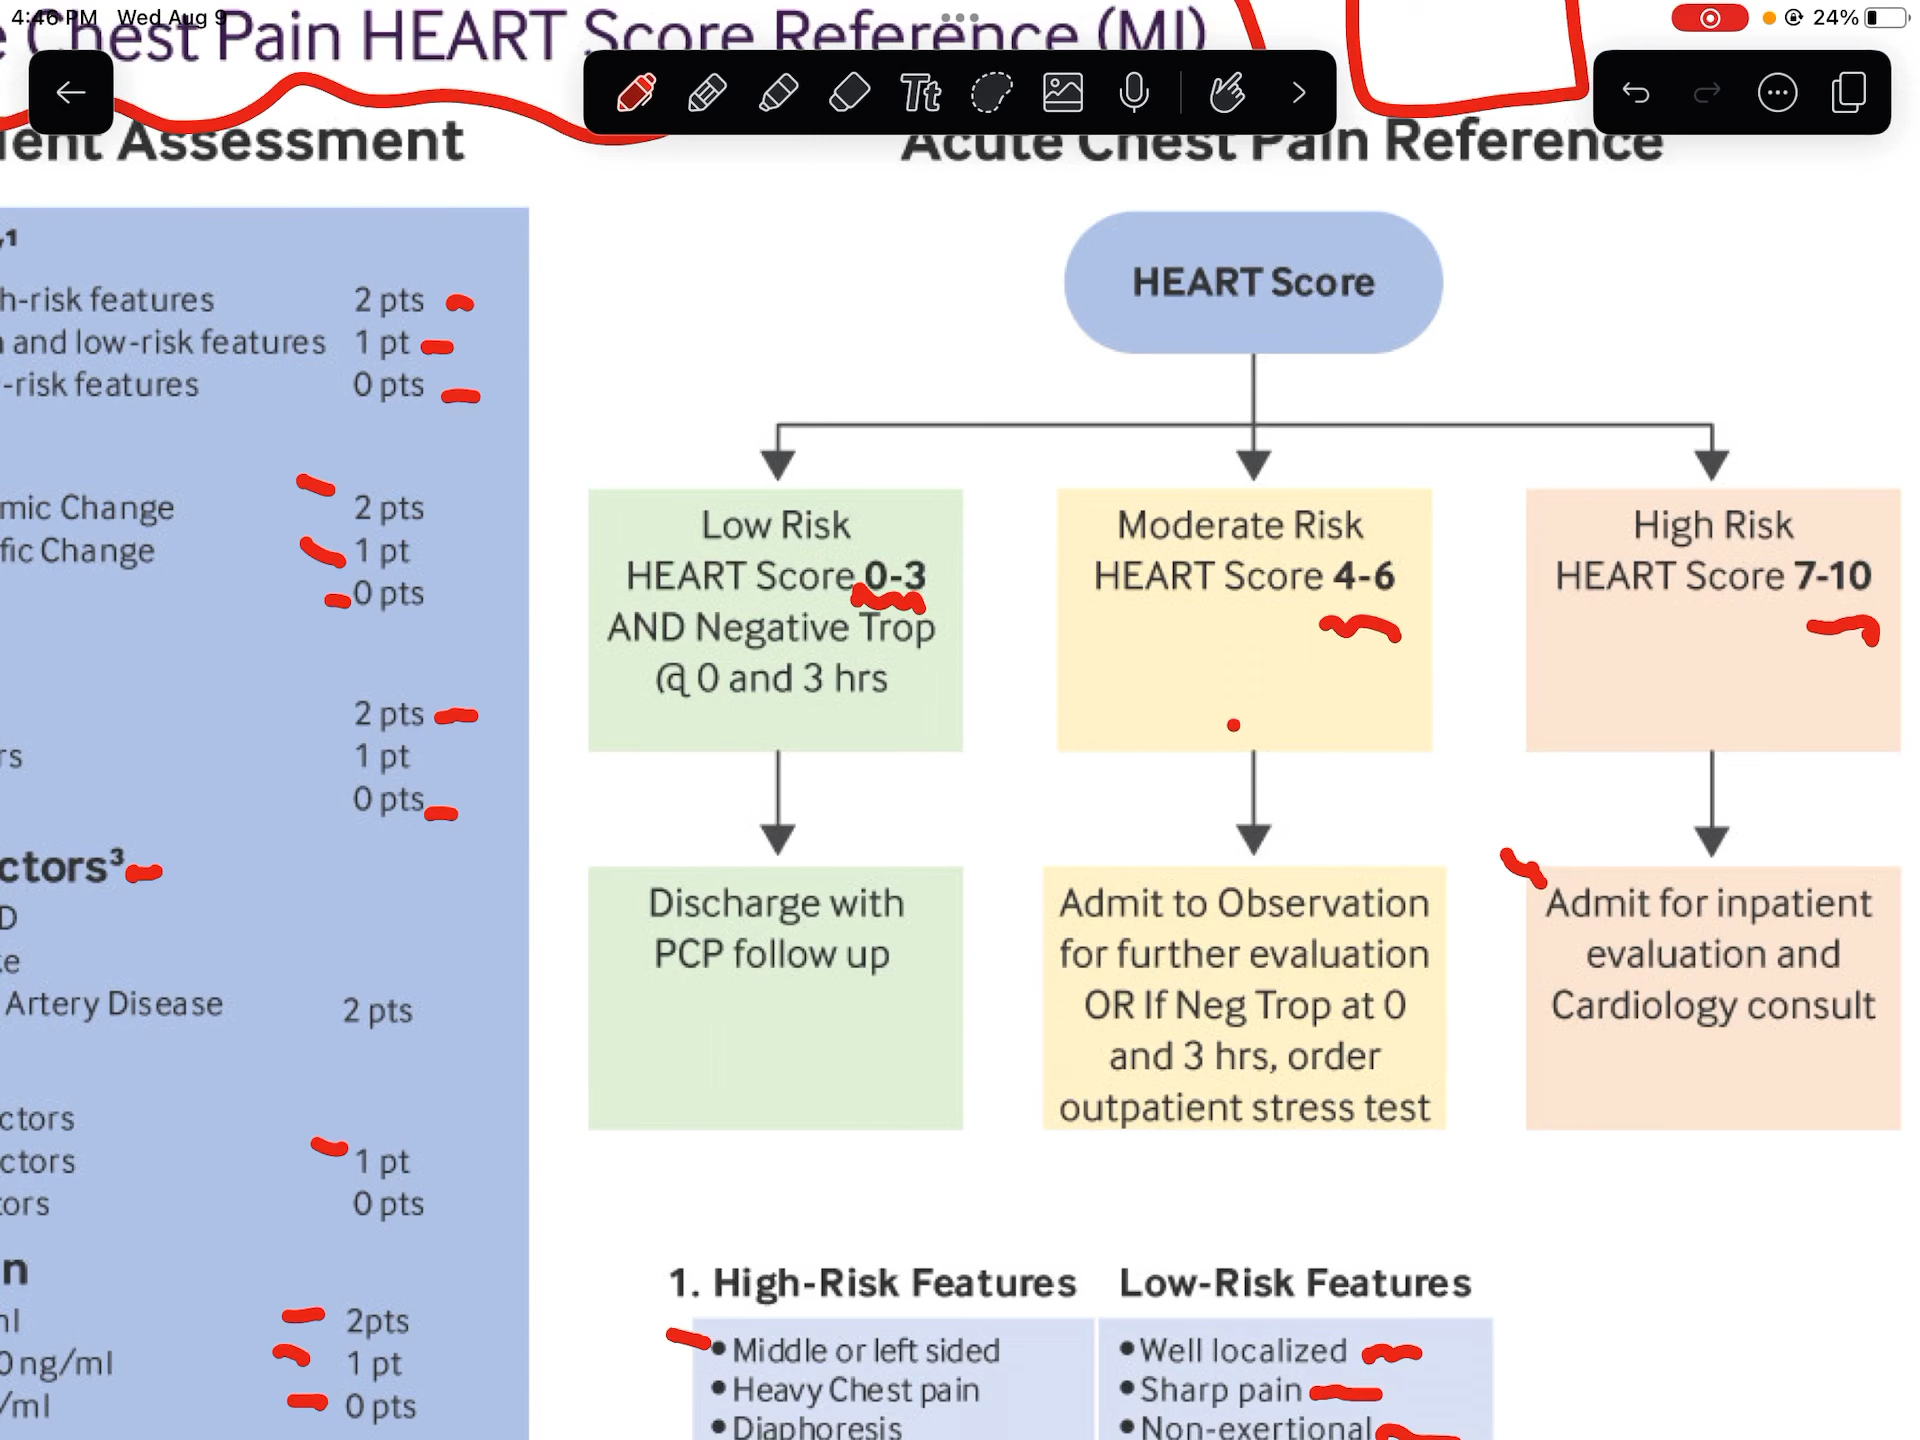 4:46 PM Wed Aug 9
24%
e Chest Pain HEART Score Reference (MI)
Tt
ent Assessment
Acute Chest Pain Reference
y¹
h-risk features 2 pts
and low-risk features 1 pt
-risk features 0 pts
mic Change 2 pts
fic Change 1 pt
0 pts
2 pts
rs 1 pt
0 pts
ctors³
D
ke
Artery Disease 2 pts
ctors
ctors 1 pt
tors 0 pts
n
ml 2pts
0 ng/ml 1 pt
/ml 0 pts
HEART Score
Low Risk
HEART Score 0-3
AND Negative Trop
@ 0 and 3 hrs
Moderate Risk
HEART Score 4-6
High Risk
HEART Score 7-10
Discharge with
PCP follow up
Admit to Observation
for further evaluation
OR If Neg Trop at 0
and 3 hrs, order
outpatient stress test
Admit for inpatient
evaluation and
Cardiology consult
1. High-Risk Features
• Middle or left sided
• Heavy Chest pain
• Diaphoresis
Low-Risk Features
• Well localized
• Sharp pain
• Non-exertional